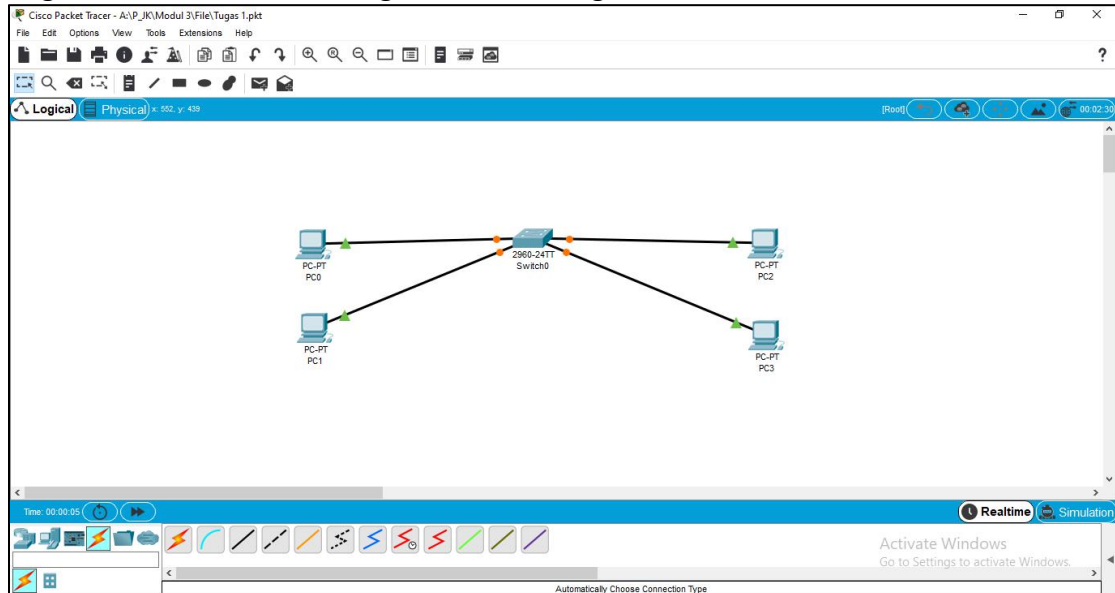 Cisco Packet Tracer - A:\P_JK\Modul 3\File\Tugas 1.pkt
File Edit Options View Tools Extensions Help
?
Logical Physical x: 552, y: 439 [Root] 00:02:30
PC-PT
PC0
2960-24TT
Switch0
PC-PT
PC2
PC-PT
PC1
PC-PT
PC3
Time: 00:00:05 Realtime Simulation
Activate Windows
Go to Settings to activate Windows.
Automatically Choose Connection Type